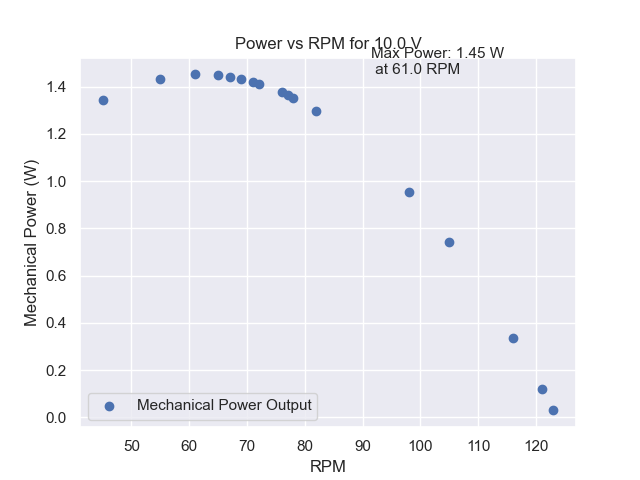 Power vs RPM for 10.0 V
Max Power: 1.45 W
at 61.0 RPM
Mechanical Power (W)
1.4
1.2
1.0
0.8
0.6
0.4
0.2
0.0
Mechanical Power Output
50 60 70 80 90 100 110 120
RPM